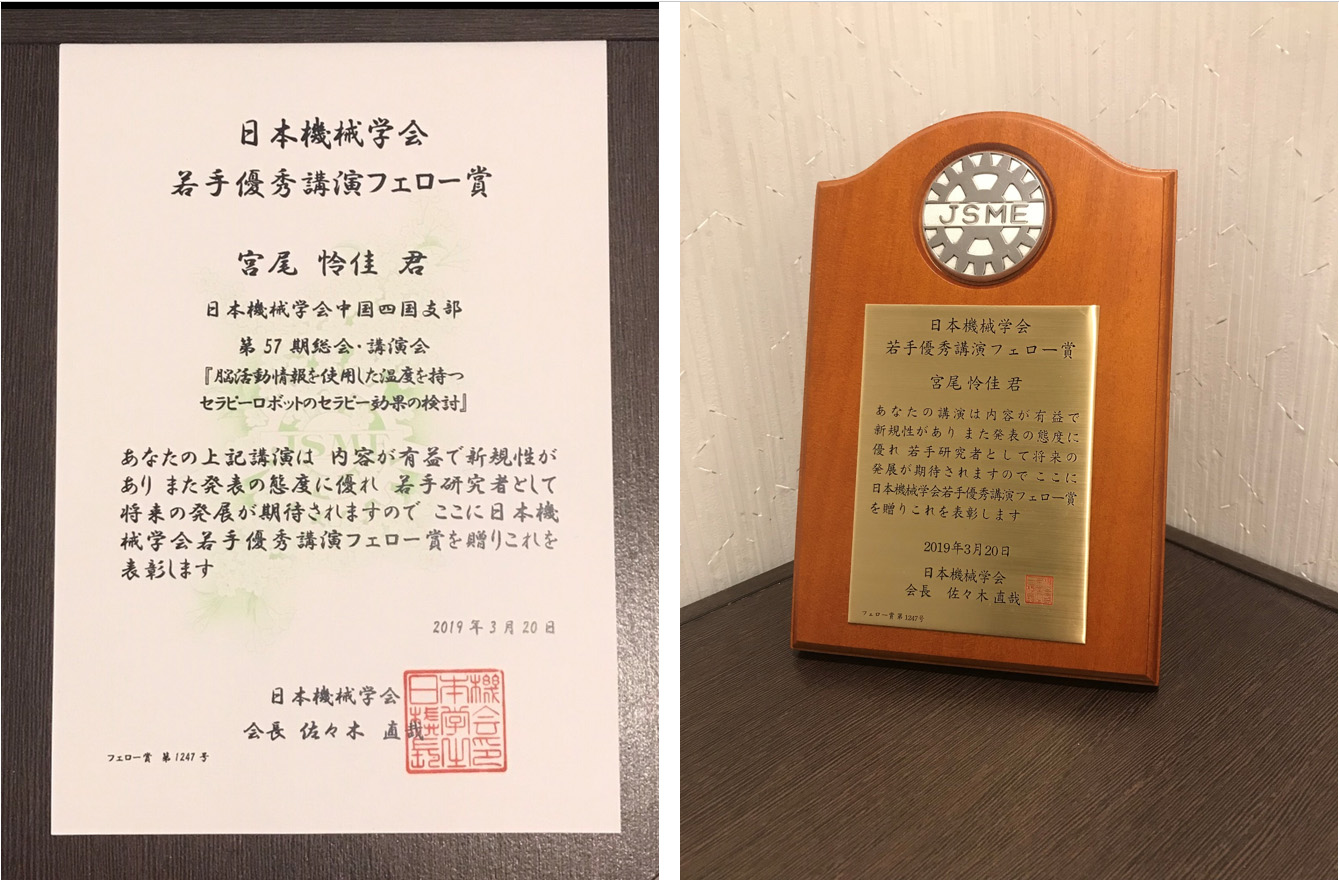 日本機械学会
若手優秀講演フェロー賞
宮尾 怜佳 君
日本機械学会中国四国支部
第 57 期総会・講演会
『脳活動情報を使用した温度を持つ
セラピーロボットのセラピー効果の検討』
JSME
あなたの上記講演は 内容が有益で新規性が
あり また発表の態度に優れ 若手研究者として
将来の発展が期待されますので ここに日本機
械学会若手優秀講演フェロー賞を贈りこれを
表彰します
2019 年 3 月 20 日
日本機械学会
会長 佐々木 直哉
フェロー賞 第 1247 号
JSME
日本機械学会
若手優秀講演フェロー賞
宮尾 怜佳 君
あなたの講演は内容が有益で
新規性があり また発表の態度に
優れ 若手研究者として将来の
発展が期待されますので ここに
日本機械学会若手優秀講演フェロー賞
を贈りこれを表彰します
2019年3月20日
日本機械学会
会長 佐々木 直哉
フェロー賞 第1247号